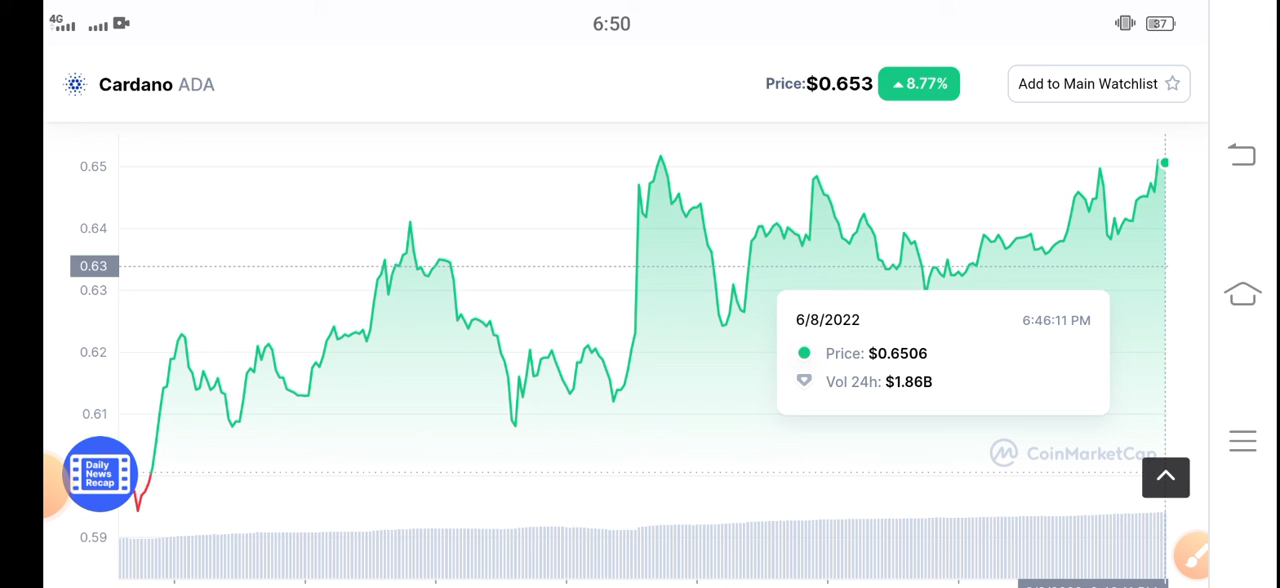 4G 6:50 37
Cardano ADA Price:$0.653 8.77% Add to Main Watchlist
0.65
0.64
0.63
0.63
6/8/2022 6:46:11 PM
0.62
Price: $0.6506
Vol 24h: $1.86B
0.61
CoinMarketCap
Daily
News
Recap
0.59